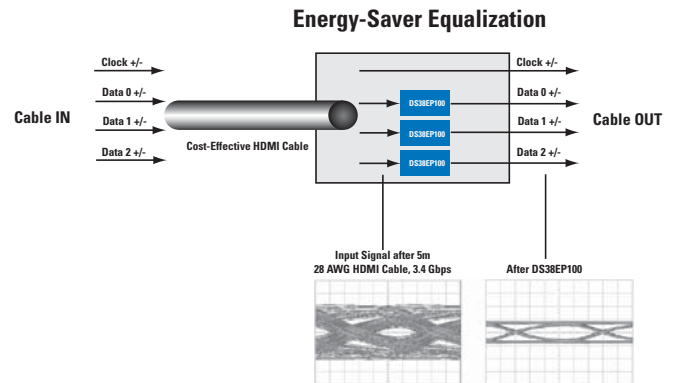 Energy-Saver Equalization
Cable IN
Clock +/-
Data 0 +/-
Data 1 +/-
Data 2 +/-
Cost-Effective HDMI Cable
DS38EP100
DS38EP100
DS38EP100
Clock +/-
Data 0 +/-
Data 1 +/-
Data 2 +/-
Cable OUT
Input Signal after 5m
28 AWG HDMI Cable, 3.4 Gbps
After DS38EP100